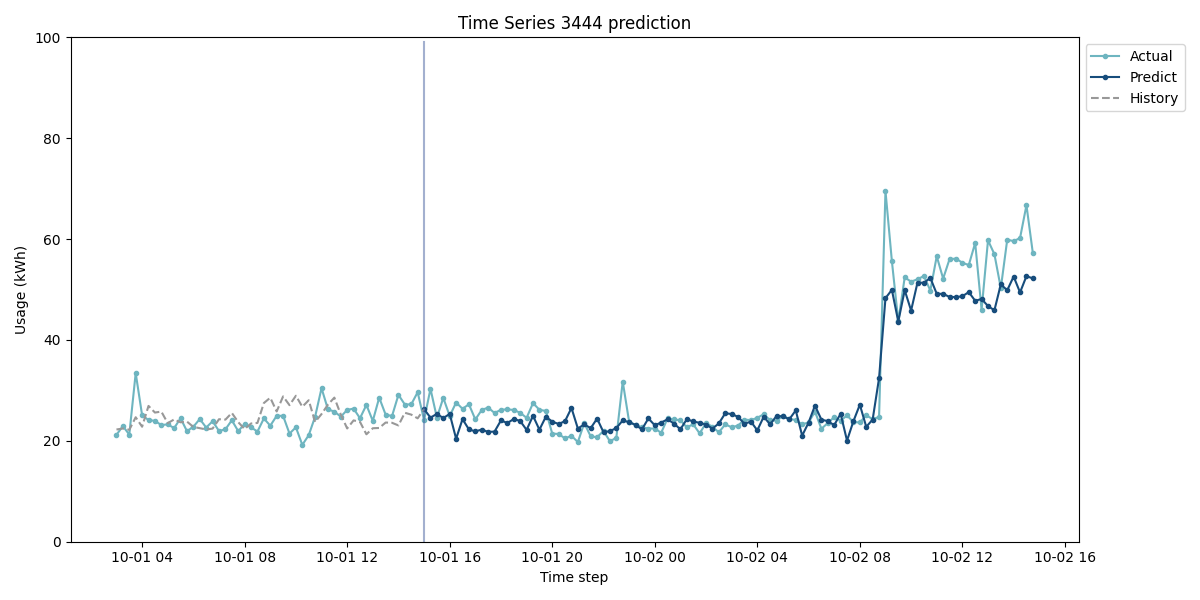 Time Series 3444 prediction
100
80
60
40
20
0
Usage (kWh)
10-01 04
10-01 08
10-01 12
10-01 16
10-01 20
10-02 00
10-02 04
10-02 08
10-02 12
10-02 16
Time step
Actual
Predict
History